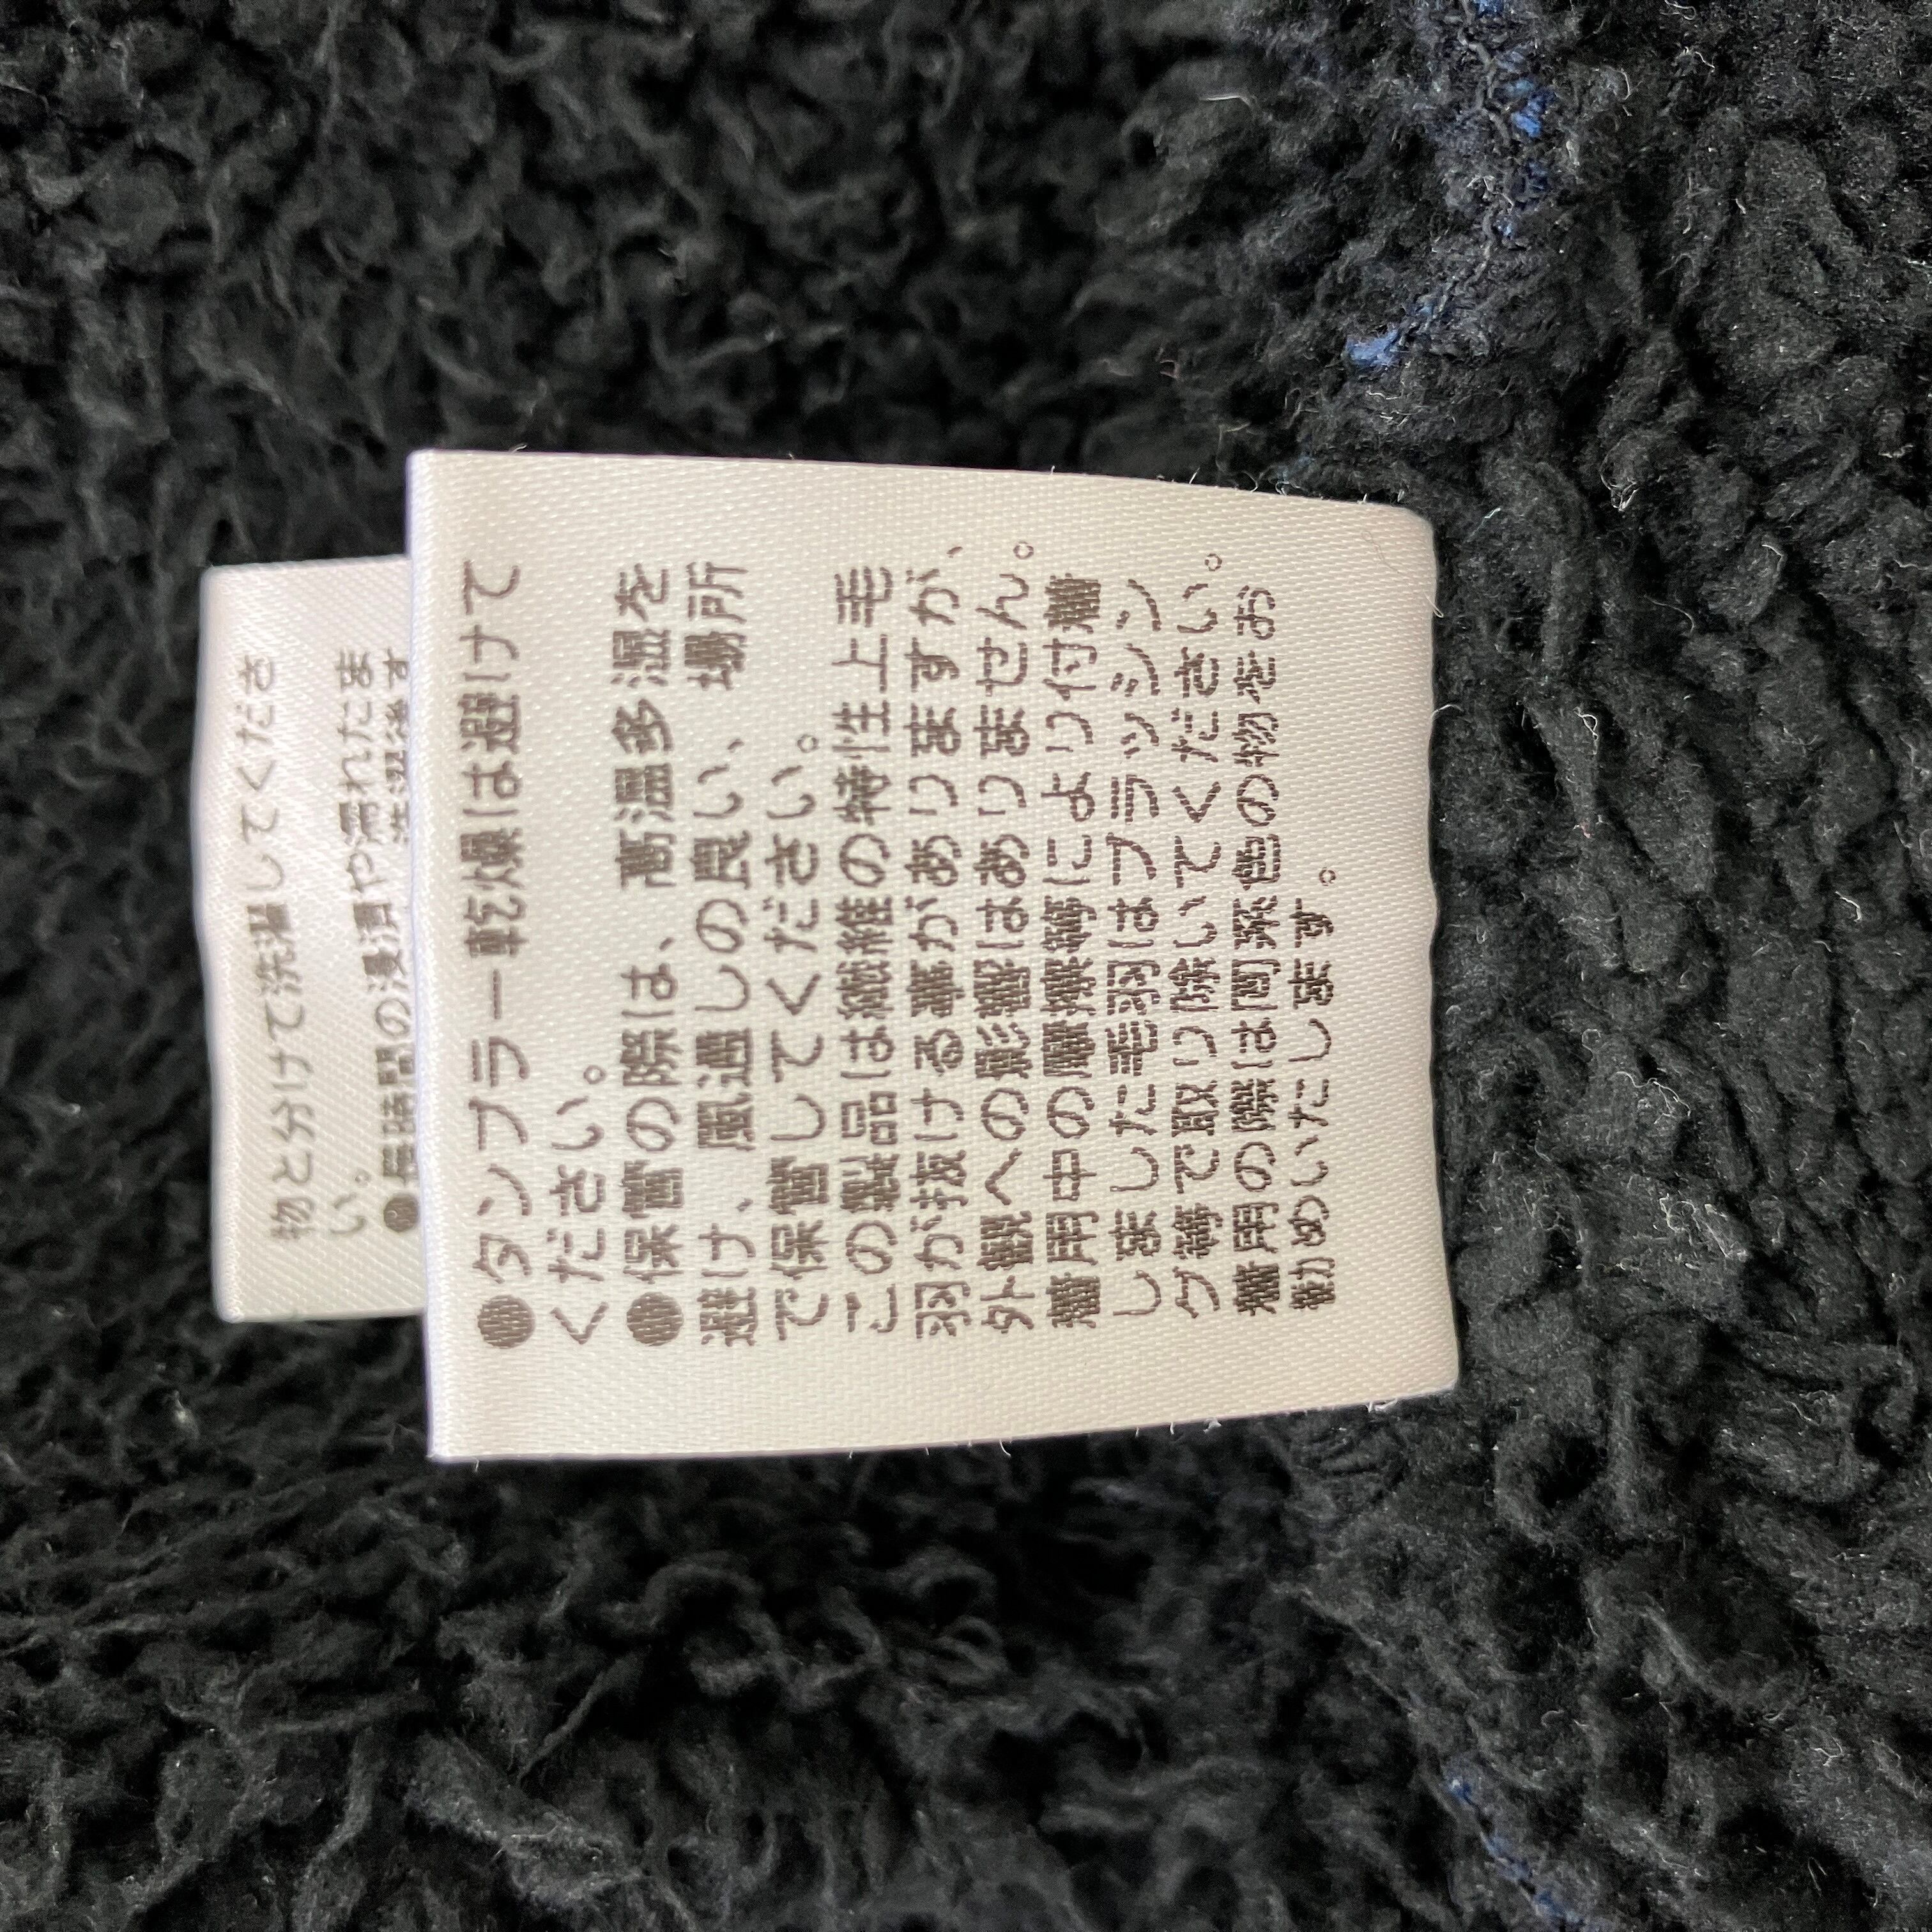 物と分けて洗濯してくださ
い。
●長時間の浸漬や濡れたま
●タンブラー乾燥は避けて
ください。
●保管の際は、高温多湿を
避け、風通しの良い、場所
で保管してください。
この製品は繊維の特性上毛
羽が抜ける事がありますが、
外観への影響はありません。
着用中の摩擦等により付着
しました毛羽はブラッシン
グ等で取り除いてください。
着用の際は同系色の物をお
勧めいたします。